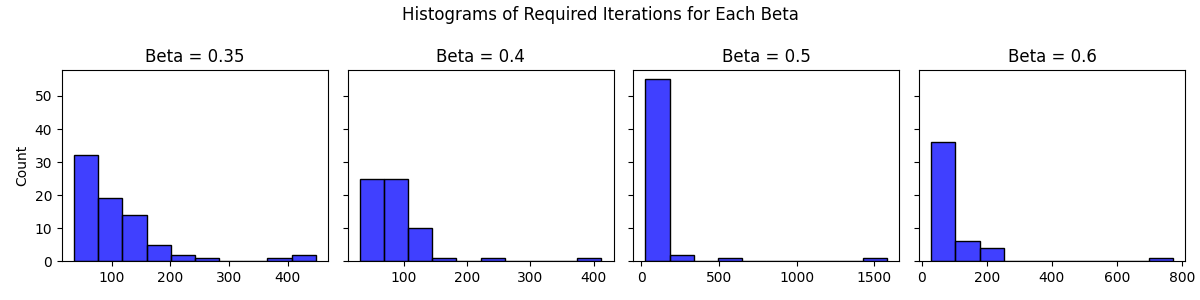 Histograms of Required Iterations for Each Beta
Beta = 0.35
Beta = 0.4
Beta = 0.5
Beta = 0.6
Count
50
40
30
20
10
0
100 200 300 400
100 200 300 400
0 500 1000 1500
0 200 400 600 800